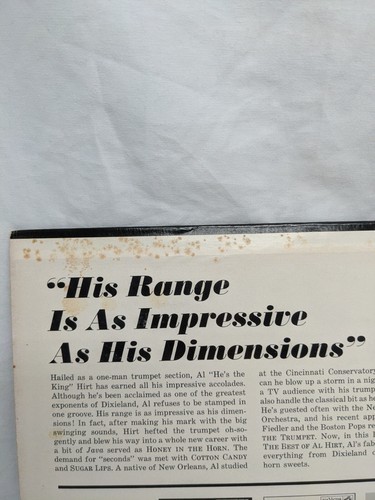 “His Range
Is As Impressive
As His Dimensions”
Hailed as a one-man trumpet section, Al “He’s the
King” Hirt has earned all his impressive accolades.
Although he’s been acclaimed as one of the greatest
exponents of Dixieland, Al refuses to be stamped in
one groove. His range is as impressive as his dimen-
sions! In fact, after making his mark with the big
swinging sounds, Hirt hefted the trumpet oh-so-
gently and blew his way into a whole new career with
a bit of Java served as HONEY IN THE HORN. The
demand for “seconds” was met with COTTON CANDY
and SUGAR LIPS. A native of New Orleans, Al studied
at the Cincinnati Conservatory
can he blow up a storm in a nig
a TV audience with his trump
also handle the classical bit as he
He’s guested often with the Ne
Orchestra, and his recent app
Fiedler and the Boston Pops re
THE TRUMPET. Now, in this
THE BEST OF AL HIRT, Al’s fab
everything from Dixieland
horn sweets.